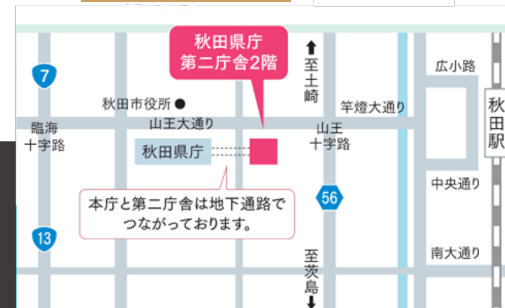 秋田県庁
第二庁舎2階
7
至土崎
広小路
秋田市役所
竿燈大通り
秋田駅
臨海
十字路
山王大通り
山王
十字路
秋田県庁
中央通り
本庁と第二庁舎は地下通路で
つながっております。
56
13
南大通り
至茨島